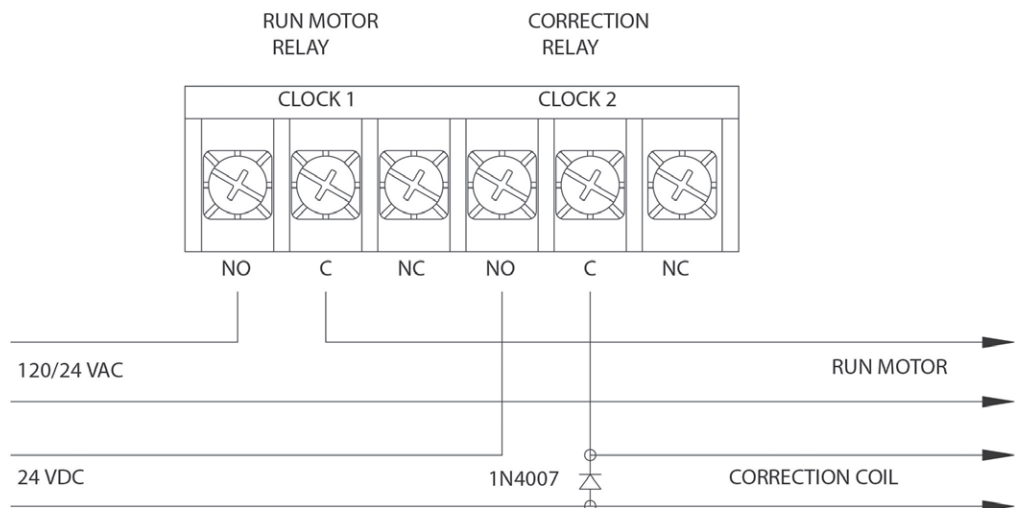 RUN MOTOR
RELAY
CORRECTION
RELAY
CLOCK 1
CLOCK 2
NO
C
NC
NO
C
NC
120/24 VAC
RUN MOTOR
24 VDC
1N4007
CORRECTION COIL